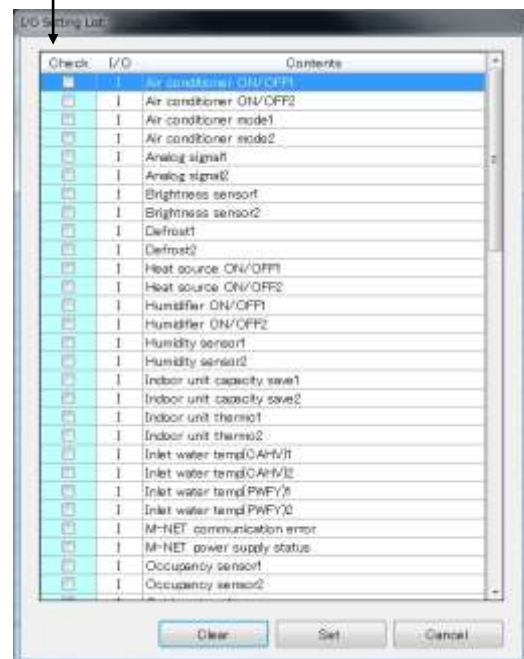 I/O Setting List
Check I/O Contents
I Air conditioner ON/OFF1
I Air conditioner ON/OFF2
I Air conditioner mode1
I Air conditioner mode2
I Analog signal1
I Analog signal2
I Brightness sensor1
I Brightness sensor2
I Defrost1
I Defrost2
I Heat source ON/OFF1
I Heat source ON/OFF2
I Humidifier ON/OFF1
I Humidifier ON/OFF2
I Humidity sensor1
I Humidity sensor2
I Indoor unit capacity save1
I Indoor unit capacity save2
I Indoor unit thermo1
I Indoor unit thermo2
I Inlet water temp(CAHV)1
I Inlet water temp(CAHV)2
I Inlet water temp(PWFY)1
I Inlet water temp(PWFY)2
I M-NET communication error
I M-NET power supply status
I Occupancy sensor1
I Occupancy sensor2
Clear Set Cancel